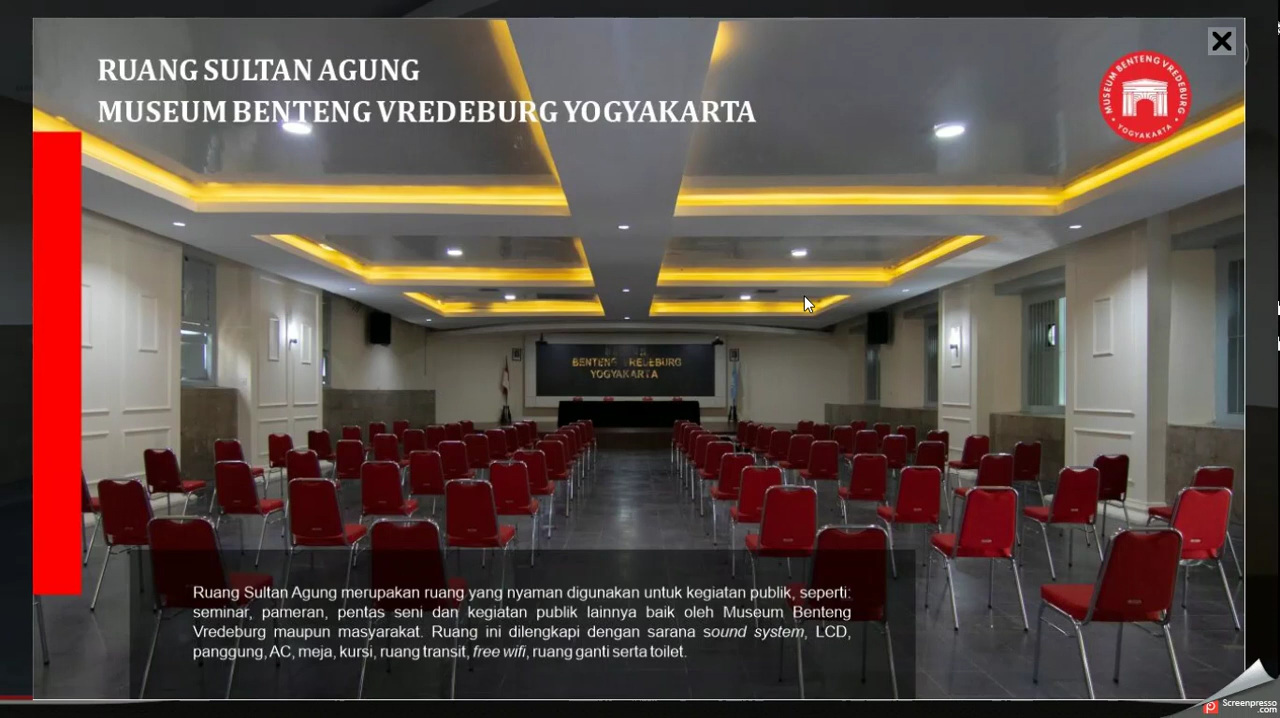 RUANG SULTAN AGUNG
MUSEUM BENTENG VREDEBURG YOGYAKARTA
MUSEUM BENTENG VREDEBURG
YOGYAKARTA
BENTENG VREDEBURG
YOGYAKARTA
Ruang Sultan Agung merupakan ruang yang nyaman digunakan untuk kegiatan publik, seperti:
seminar, pameran, pentas seni dan kegiatan publik lainnya baik oleh Museum Benteng
Vredeburg maupun masyarakat. Ruang ini dilengkapi dengan sarana sound system, LCD,
panggung, AC, meja, kursi, ruang transit, free wifi, ruang ganti serta toilet.
Screenpresso
.com